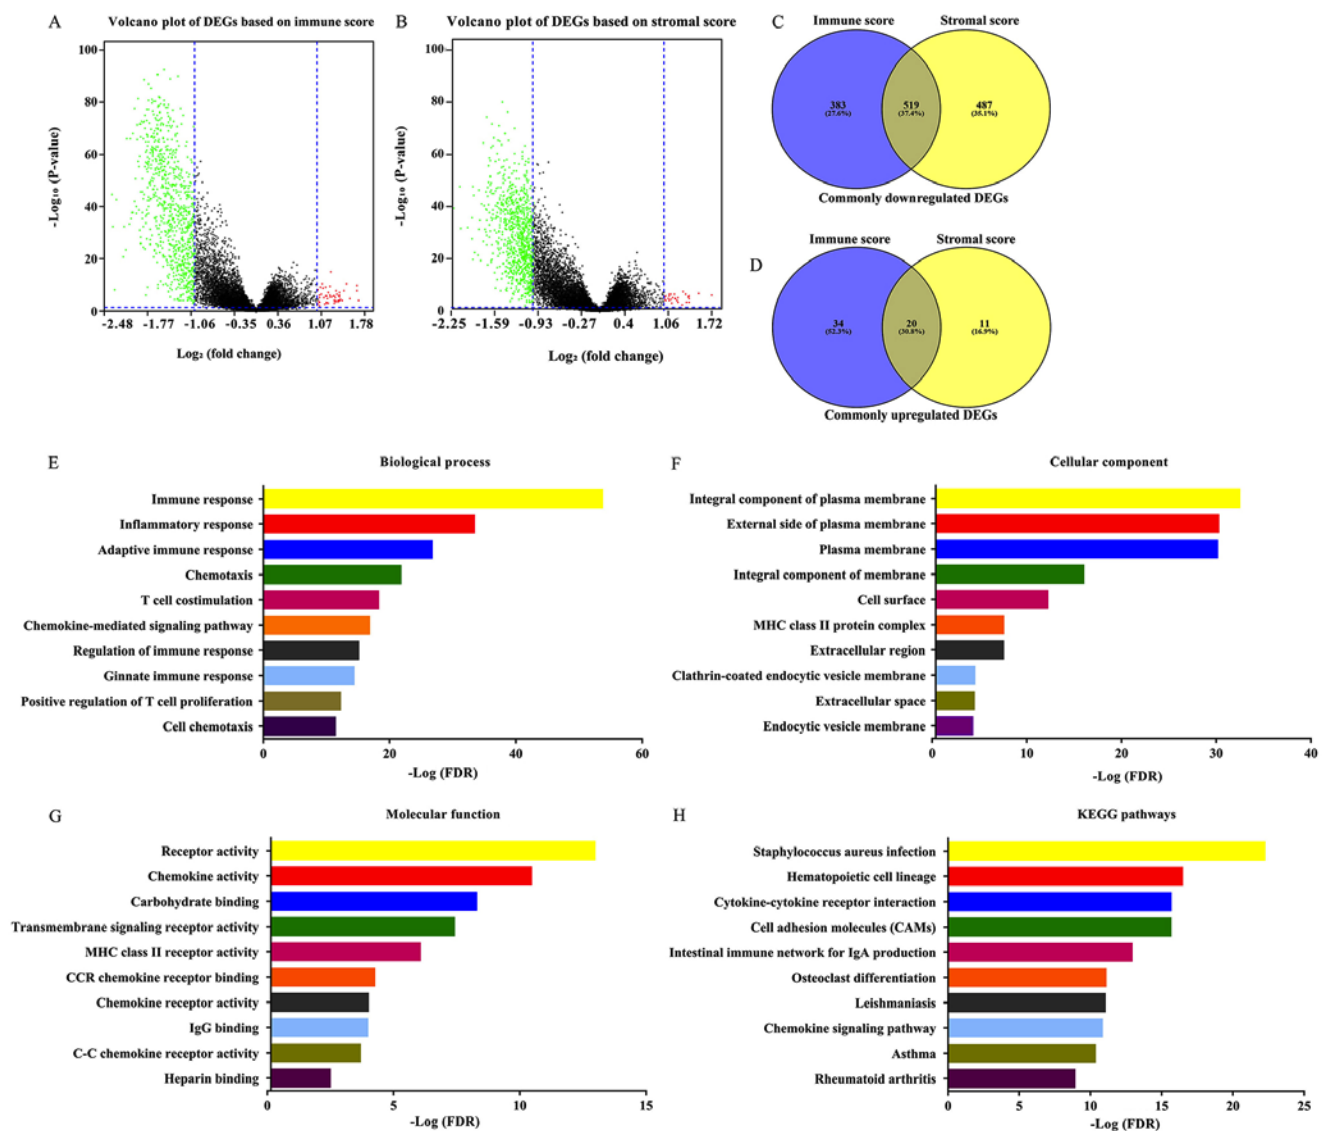 A
Volcano plot of DEGs based on immune score
100
80
60
40
20
0
-Log₁₀ (P-value)
-2.48 -1.77 -1.06 -0.35 0.36 1.07 1.78
Log₂ (fold change)
B
Volcano plot of DEGs based on stromal score
100
80
60
40
20
0
-Log₁₀ (P-value)
-2.25 -1.59 -0.93 -0.27 0.4 1.06 1.72
Log₂ (fold change)
C
Immune score Stromal score
383 519 487
(27.6%) (37.4%) (35.1%)
Commonly downregulated DEGs
D
Immune score Stromal score
34 20 11
(52.3%) (30.8%) (16.9%)
Commonly upregulated DEGs
E
Biological process
Immune response
Inflammatory response
Adaptive immune response
Chemotaxis
T cell costimulation
Chemokine-mediated signaling pathway
Regulation of immune response
Ginnate immune response
Positive regulation of T cell proliferation
Cell chemotaxis
0 20 40 60
-Log (FDR)
F
Cellular component
Integral component of plasma membrane
External side of plasma membrane
Plasma membrane
Integral component of membrane
Cell surface
MHC class II protein complex
Extracellular region
Clathrin-coated endocytic vesicle membrane
Extracellular space
Endocytic vesicle membrane
0 10 20 30 40
-Log (FDR)
G
Molecular function
Receptor activity
Chemokine activity
Carbohydrate binding
Transmembrane signaling receptor activity
MHC class II receptor activity
CCR chemokine receptor binding
Chemokine receptor activity
IgG binding
C-C chemokine receptor activity
Heparin binding
0 5 10 15
-Log (FDR)
H
KEGG pathways
Staphylococcus aureus infection
Hematopoietic cell lineage
Cytokine-cytokine receptor interaction
Cell adhesion molecules (CAMs)
Intestinal immune network for IgA production
Osteoclast differentiation
Leishmaniasis
Chemokine signaling pathway
Asthma
Rheumatoid arthritis
0 5 10 15 20 25
-Log (FDR)